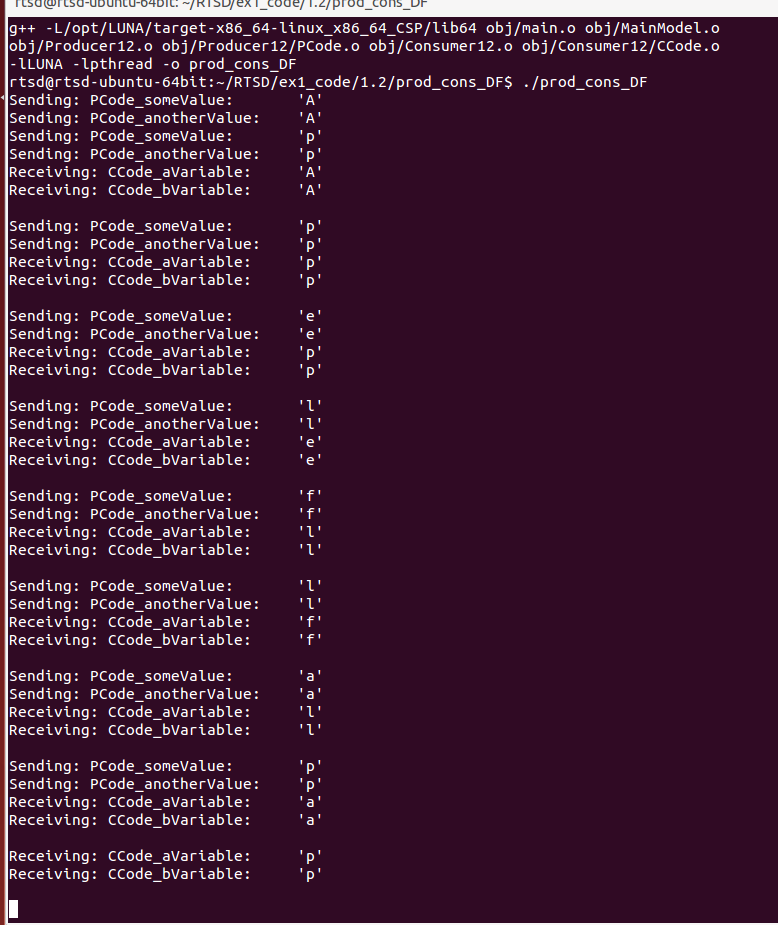 rtsd@rtsd-ubuntu-64bit: ~/RTSD/ex1_code/1.2/prod_cons_DF
g++ -L/opt/LUNA/target-x86_64-linux_x86_64_CSP/lib64 obj/main.o obj/MainModel.o
obj/Producer12.o obj/Producer12/PCode.o obj/Consumer12.o obj/Consumer12/CCode.o
-lLUNA -lpthread -o prod_cons_DF
rtsd@rtsd-ubuntu-64bit:~/RTSD/ex1_code/1.2/prod_cons_DF$ ./prod_cons_DF
Sending: PCode_someValue: 'A'
Sending: PCode_anotherValue: 'A'
Sending: PCode_someValue: 'p'
Sending: PCode_anotherValue: 'p'
Receiving: CCode_aVariable: 'A'
Receiving: CCode_bVariable: 'A'

Sending: PCode_someValue: 'p'
Sending: PCode_anotherValue: 'p'
Receiving: CCode_aVariable: 'p'
Receiving: CCode_bVariable: 'p'

Sending: PCode_someValue: 'e'
Sending: PCode_anotherValue: 'e'
Receiving: CCode_aVariable: 'p'
Receiving: CCode_bVariable: 'p'

Sending: PCode_someValue: 'l'
Sending: PCode_anotherValue: 'l'
Receiving: CCode_aVariable: 'e'
Receiving: CCode_bVariable: 'e'

Sending: PCode_someValue: 'f'
Sending: PCode_anotherValue: 'f'
Receiving: CCode_aVariable: 'l'
Receiving: CCode_bVariable: 'l'

Sending: PCode_someValue: 'l'
Sending: PCode_anotherValue: 'l'
Receiving: CCode_aVariable: 'f'
Receiving: CCode_bVariable: 'f'

Sending: PCode_someValue: 'a'
Sending: PCode_anotherValue: 'a'
Receiving: CCode_aVariable: 'l'
Receiving: CCode_bVariable: 'l'

Sending: PCode_someValue: 'p'
Sending: PCode_anotherValue: 'p'
Receiving: CCode_aVariable: 'a'
Receiving: CCode_bVariable: 'a'

Receiving: CCode_aVariable: 'p'
Receiving: CCode_bVariable: 'p'